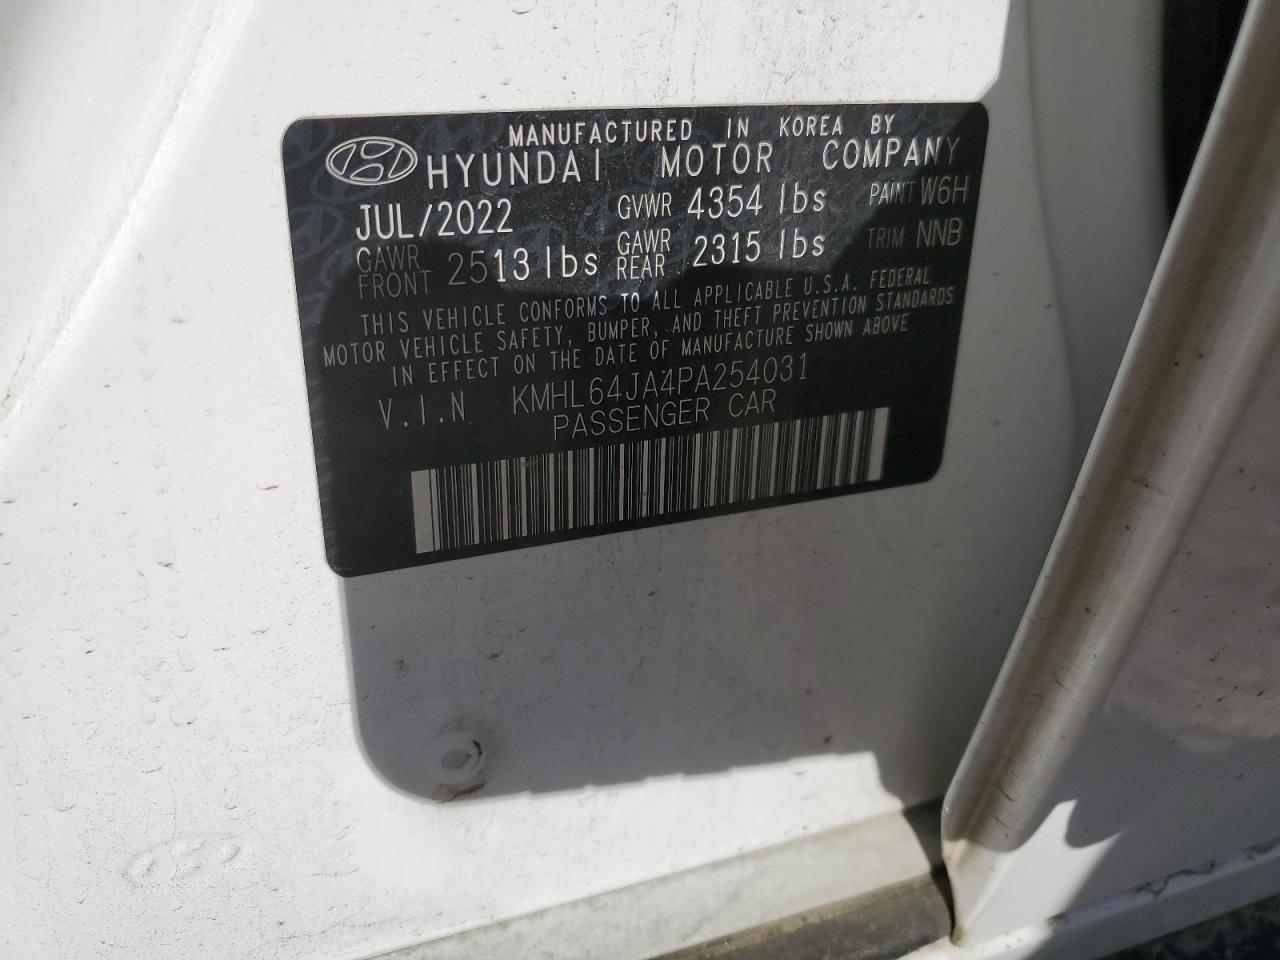 MANUFACTURED IN KOREA BY
HYUNDAI MOTOR COMPANY
JUL/2022 GVWR 4354 lbs PAINT W6H
GAWR FRONT 2513 lbs GAWR REAR 2315 lbs TRIM NNB
THIS VEHICLE CONFORMS TO ALL APPLICABLE U.S.A. FEDERAL
MOTOR VEHICLE SAFETY, BUMPER, AND THEFT PREVENTION STANDARDS
IN EFFECT ON THE DATE OF MANUFACTURE SHOWN ABOVE
V.I.N KMHL64JA4PA254031
PASSENGER CAR